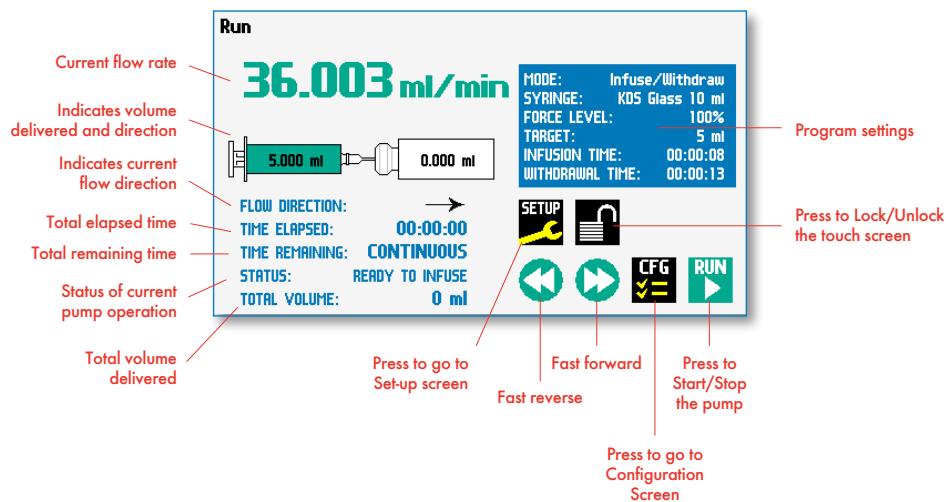 Run
Current flow rate
36.003 ml/min
MODE: Infuse/Withdraw
SYRINGE: KDS Glass 10 ml
FORCE LEVEL: 100%
TARGET: 5 ml
INFUSION TIME: 00:00:08
WITHDRAWAL TIME: 00:00:13
Program settings
Indicates volume
delivered and direction
5.000 ml
0.000 ml
Indicates current
flow direction
FLOW DIRECTION:
Total elapsed time
TIME ELAPSED: 00:00:00
Total remaining time
TIME REMAINING: CONTINUOUS
Status of current
pump operation
STATUS: READY TO INFUSE
Total volume
delivered
TOTAL VOLUME: 0 ml
SETUP
Press to Lock/Unlock
the touch screen
CFG
RUN
Press to go to
Set-up screen
Fast reverse
Fast forward
Press to
Start/Stop
the pump
Press to go to
Configuration
Screen